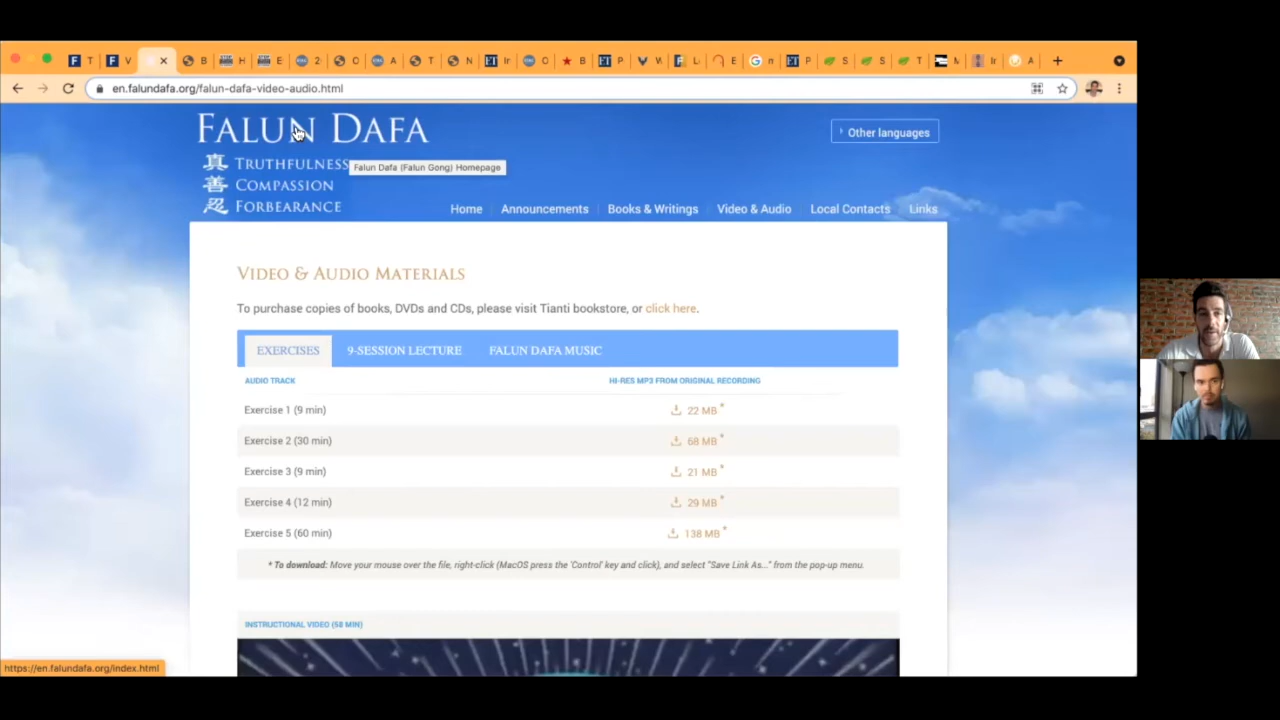 T
V
B
H
E
2
C
A
T
N
Ir
C
B
P
W
L
E
G
n
P
S
S
T
M
Ir
A
en.falundafa.org/falun-dafa-video-audio.html
FALUN DAFA
Other languages
真 TRUTHFULNESS
Falun Dafa (Falun Gong) Homepage
善 COMPASSION
忍 FORBEARANCE
Home Announcements Books & Writings Video & Audio Local Contacts Links
VIDEO & AUDIO MATERIALS
To purchase copies of books, DVDs and CDs, please visit Tianti bookstore, or click here.
EXERCISES 9-SESSION LECTURE FALUN DAFA MUSIC
AUDIO TRACK HI-RES MP3 FROM ORIGINAL RECORDING
Exercise 1 (9 min) 22 MB *
Exercise 2 (30 min) 68 MB *
Exercise 3 (9 min) 21 MB *
Exercise 4 (12 min) 29 MB *
Exercise 5 (60 min) 138 MB *
* To download: Move your mouse over the file, right-click (MacOS press the 'Control' key and click), and select "Save Link As..." from the pop-up menu.
INSTRUCTIONAL VIDEO (58 MIN)
https://en.falundafa.org/index.html